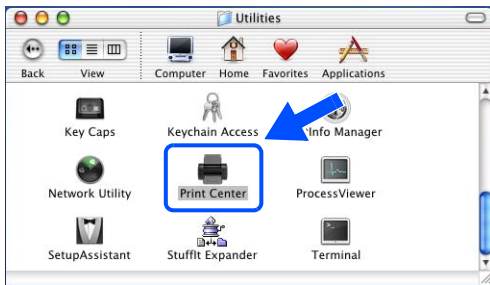 Utilities
Back View Computer Home Favorites Applications
Key Caps Keychain Access Info Manager
Network Utility Print Center ProcessViewer
SetupAssistant StuffIt Expander Terminal